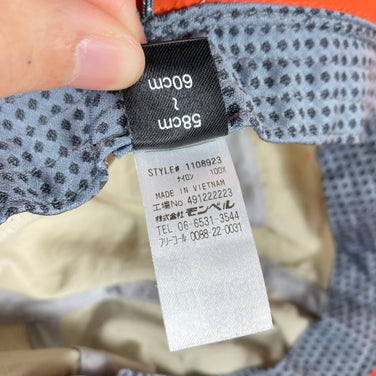 58cm
~
60cm
STYLE# 1108923
ナイロン 100%
MADE IN VIETNAM
工場No. 491222223
株式会社 モンベル
TEL 06-6531-3544
フリーコール 0088-22-0031